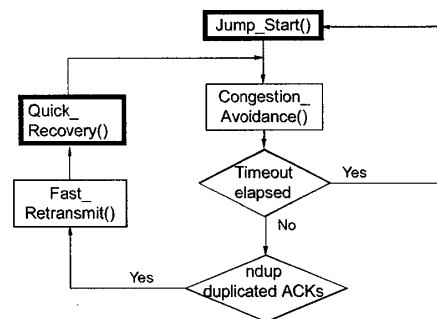 Jump_Start()
Quick_
Recovery()
Congestion_
Avoidance()
Fast_
Retransmit()
Timeout
elapsed
Yes
No
Yes
ndup
duplicated ACKs